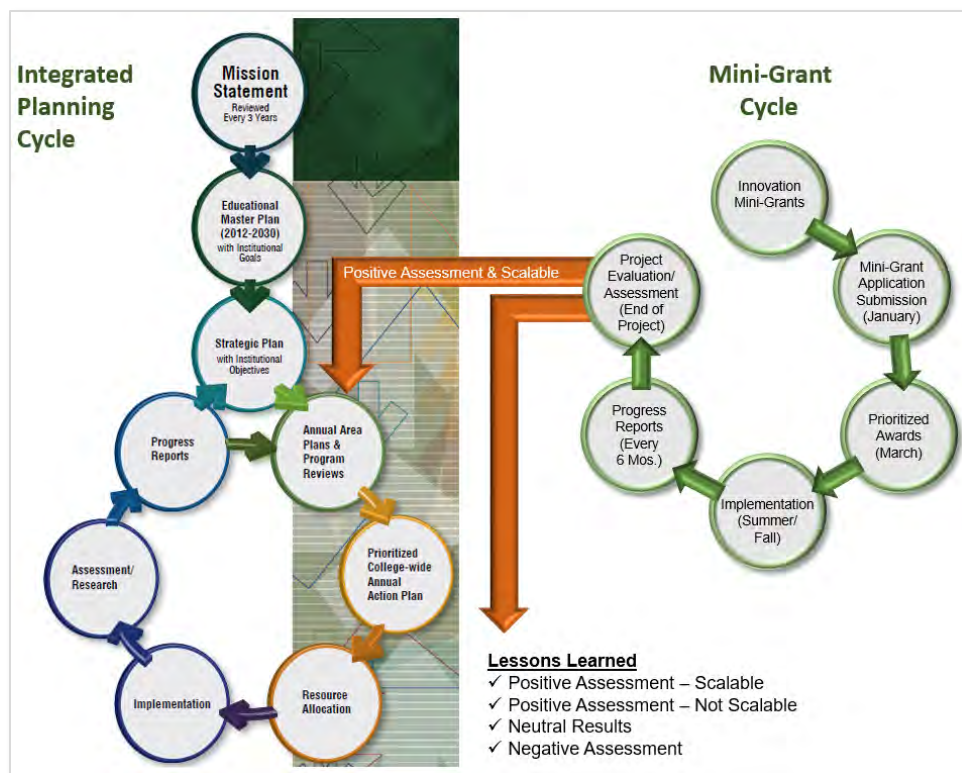 Integrated
Planning
Cycle
Mission
Statement
Reviewed
Every 3 Years
Educational
Master Plan
(2012-2030)
with Institutional
Goals
Strategic Plan
with Institutional
Objectives
Progress
Reports
Annual Area
Plans &
Program
Reviews
Assessment/
Research
Prioritized
College-wide
Annual
Action Plan
Implementation
Resource
Allocation
Positive Assessment & Scalable
Mini-Grant
Cycle
Innovation
Mini-Grants
Mini-Grant
Application
Submission
(January)
Prioritized
Awards
(March)
Implementation
(Summer/
Fall)
Progress
Reports
(Every
6 Mos.)
Project
Evaluation/
Assessment
(End of
Project)
Lessons Learned
✓ Positive Assessment – Scalable
✓ Positive Assessment – Not Scalable
✓ Neutral Results
✓ Negative Assessment